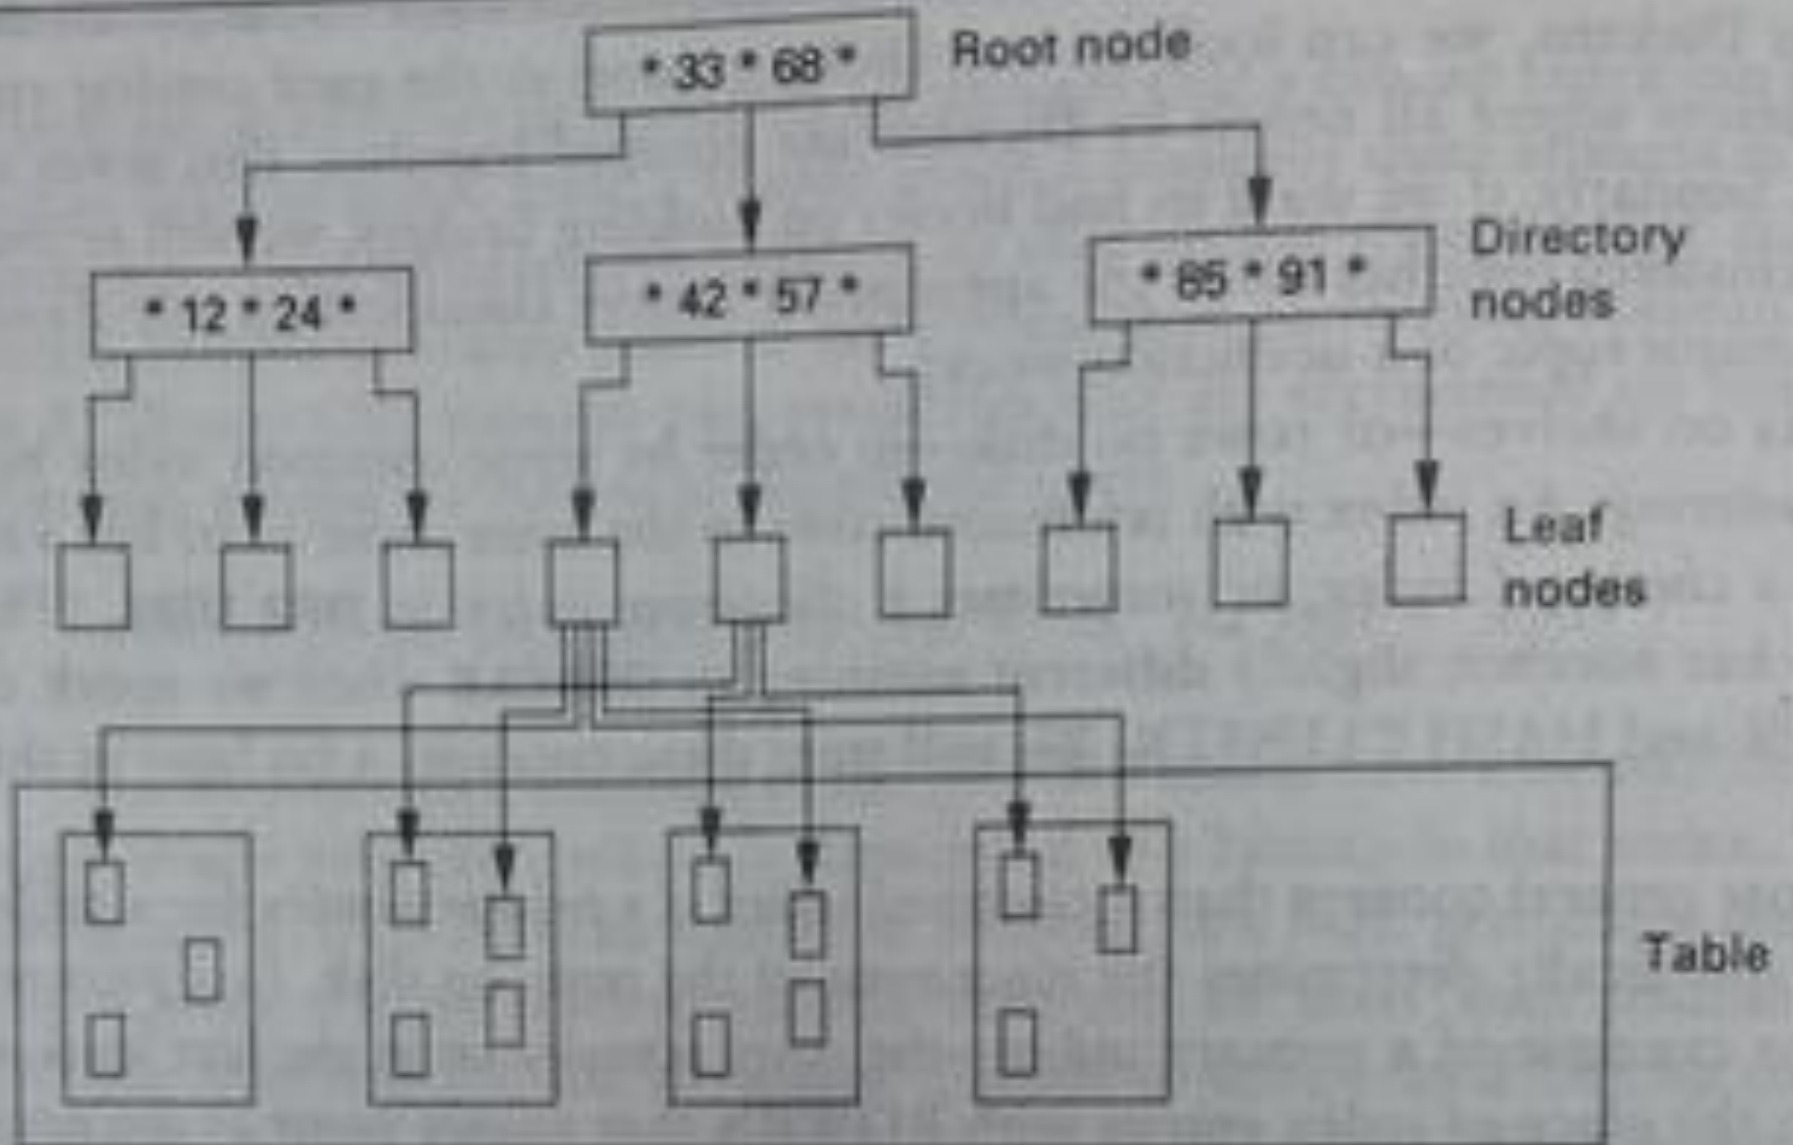 * 33 * 68 *
Root node
* 12 * 24 *
* 42 * 57 *
* 85 * 91 *
Directory
nodes
Leaf
nodes
Table